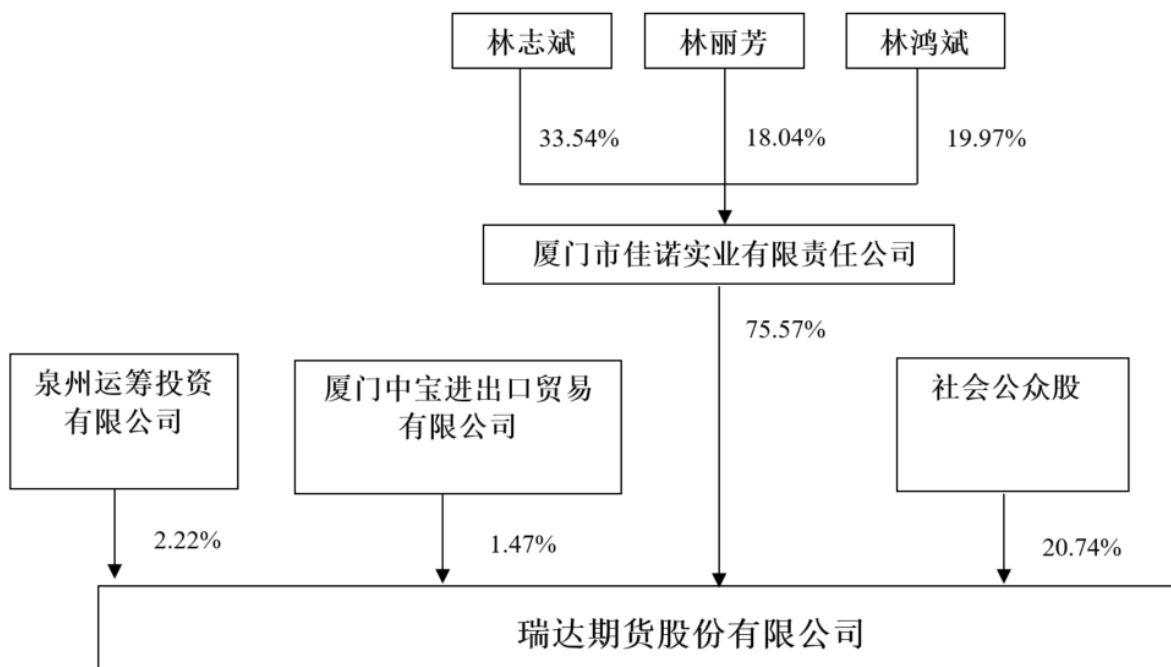 林志斌
林丽芳
林鸿斌
33.54%
18.04%
19.97%
厦门市佳诺实业有限责任公司
75.57%
泉州运筹投资
有限公司
厦门中宝进出口贸易
有限公司
社会公众股
2.22%
1.47%
20.74%
瑞达期货股份有限公司